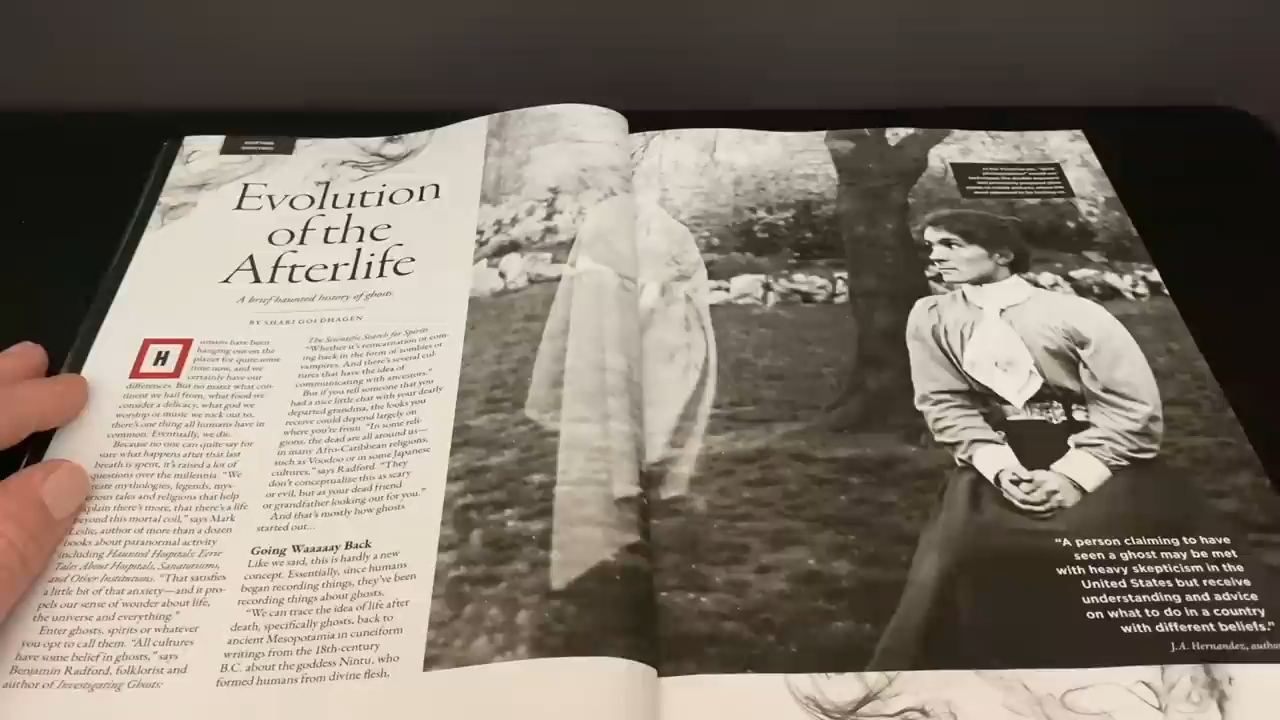 Evolution
of the
Afterlife
A brief haunted history of ghosts
BY SHARI GOLDHAGEN
H
umans have been
hanging out on the
planet for quite some
time now, and we
certainly have our
differences. But no matter what con-
tinent we hail from, what food we
consider a delicacy, what god we
worship or music we rock out to,
there's one thing all humans have in
common. Eventually, we die.
Because no one can quite say for
sure what happens after that last
breath is spent, it's raised a lot of
questions over the millennia. "We
create mythologies, legends, mys-
erious tales and religions that help
xplain there's more, that there's a life
beyond this mortal coil," says Mark
Leslie, author of more than a dozen
books about paranormal activity
including Haunted Hospitals: Eerie
Tales About Hospitals, Sanatoriums,
and Other Institutions. "That satisfies
a little bit of that anxiety—and it pro-
pels our sense of wonder about life,
the universe and everything."
Enter ghosts, spirits or whatever
you opt to call them. "All cultures
have some belief in ghosts," says
Benjamin Radford, folklorist and
author of Investigating Ghosts:
The Scientific Search for Spirits.
"Whether it's reincarnation or com-
ing back in the form of zombies or
vampires. And there's several cul-
tures that have the idea of
communicating with ancestors."
But if you tell someone that you
had a nice little chat with your dearly
departed grandma, the looks you
receive could depend largely on
where you're from. "In some reli-
gions, the dead are all around us—
in many Afro-Caribbean religions,
such as Voodoo or in some Japanese
cultures," says Radford. "They
don't conceptualize this as scary
or evil, but as your dead friend
or grandfather looking out for you."
And that's mostly how ghosts
started out...
Going Waaaaay Back
Like we said, this is hardly a new
concept. Essentially, since humans
began recording things, they've been
recording things about ghosts.
"We can trace the idea of life after
death, specifically ghosts, back to
ancient Mesopotamia in cuneiform
writings from the 18th-century
B.C. about the goddess Nintu, who
formed humans from divine flesh,
"A person claiming to have
seen a ghost may be met
with heavy skepticism in the
United States but receive
understanding and advice
on what to do in a country
with different beliefs."
J.A. Hernandez, autho